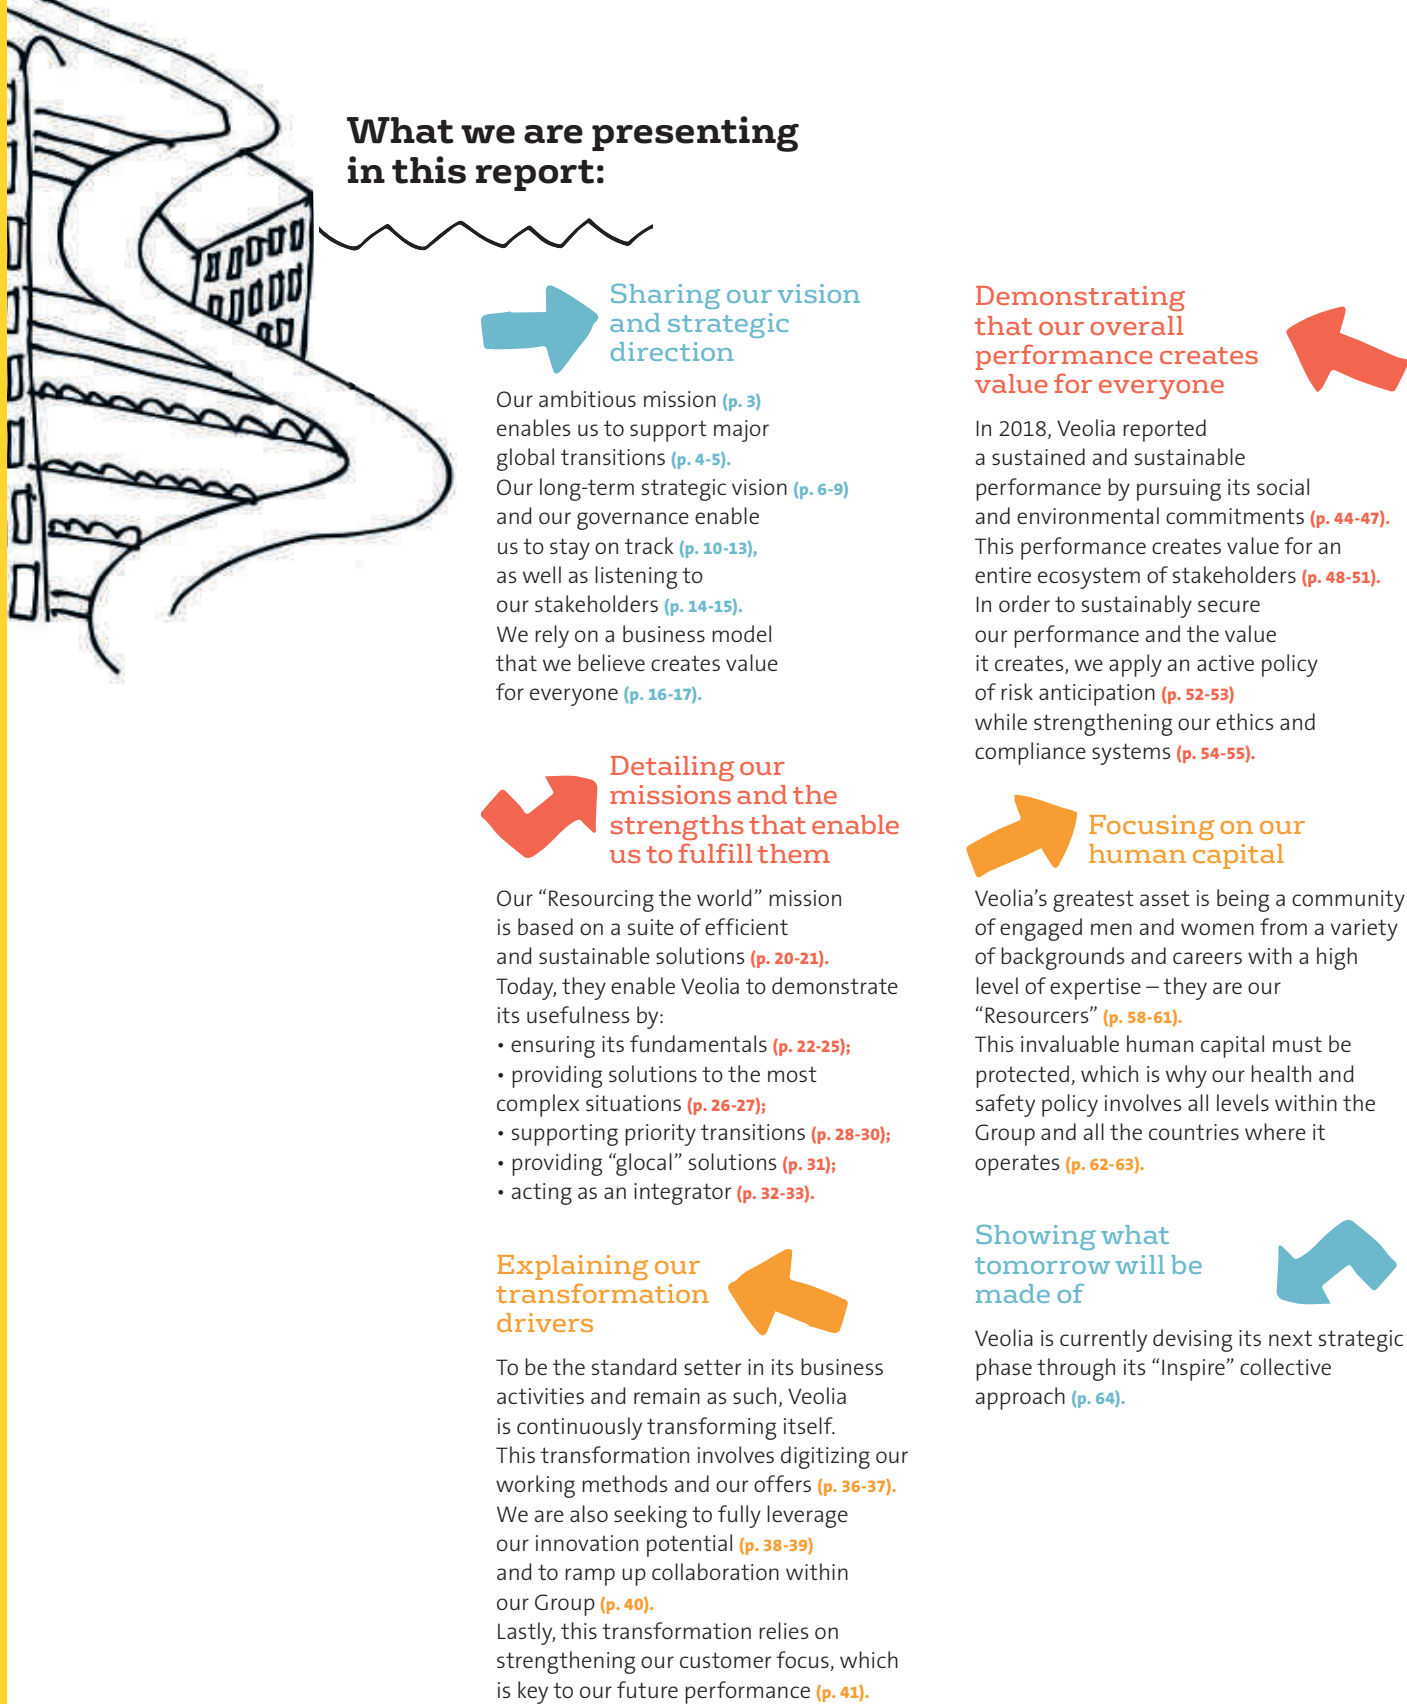 What we are presenting
in this report:
Sharing our vision
and strategic
direction
Our ambitious mission (p. 3)
enables us to support major
global transitions (p. 4-5).
Our long-term strategic vision (p. 6-9)
and our governance enable
us to stay on track (p. 10-13),
as well as listening to
our stakeholders (p. 14-15).
We rely on a business model
that we believe creates value
for everyone (p. 16-17).
Detailing our
missions and the
strengths that enable
us to fulfill them
Our “Resourcing the world” mission
is based on a suite of efficient
and sustainable solutions (p. 20-21).
Today, they enable Veolia to demonstrate
its usefulness by:
• ensuring its fundamentals (p. 22-25);
• providing solutions to the most
complex situations (p. 26-27);
• supporting priority transitions (p. 28-30);
• providing “glocal” solutions (p. 31);
• acting as an integrator (p. 32-33).
Explaining our
transformation
drivers
To be the standard setter in its business
activities and remain as such, Veolia
is continuously transforming itself.
This transformation involves digitizing our
working methods and our offers (p. 36-37).
We are also seeking to fully leverage
our innovation potential (p. 38-39)
and to ramp up collaboration within
our Group (p. 40).
Lastly, this transformation relies on
strengthening our customer focus, which
is key to our future performance (p. 41).
Demonstrating
that our overall
performance creates
value for everyone
In 2018, Veolia reported
a sustained and sustainable
performance by pursuing its social
and environmental commitments (p. 44-47).
This performance creates value for an
entire ecosystem of stakeholders (p. 48-51).
In order to sustainably secure
our performance and the value
it creates, we apply an active policy
of risk anticipation (p. 52-53)
while strengthening our ethics and
compliance systems (p. 54-55).
Focusing on our
human capital
Veolia’s greatest asset is being a community
of engaged men and women from a variety
of backgrounds and careers with a high
level of expertise – they are our
“Resourcers” (p. 58-61).
This invaluable human capital must be
protected, which is why our health and
safety policy involves all levels within the
Group and all the countries where it
operates (p. 62-63).
Showing what
tomorrow will be
made of
Veolia is currently devising its next strategic
phase through its “Inspire” collective
approach (p. 64).